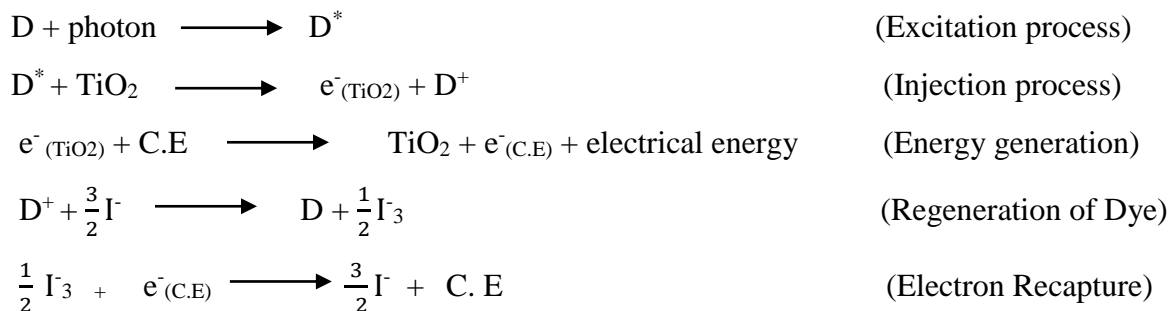 D + photon ⟶ D* (Excitation process)
D* + TiO₂ ⟶ e⁻(TiO2) + D⁺ (Injection process)
e⁻(TiO2) + C.E ⟶ TiO₂ + e⁻(C.E) + electrical energy (Energy generation)
D⁺ + 3/2 I⁻ ⟶ D + 1/2 I⁻₃ (Regeneration of Dye)
1/2 I⁻₃ + e⁻(C.E) ⟶ 3/2 I⁻ + C. E (Electron Recapture)